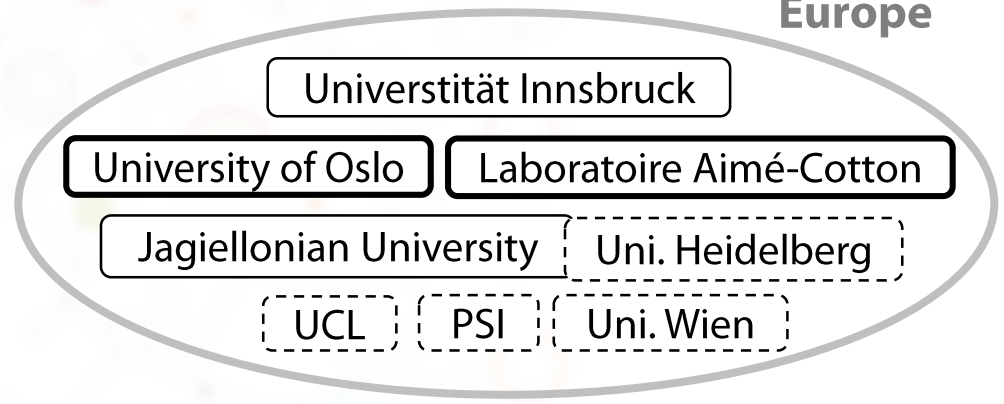 Europe
Universtität Innsbruck
University of Oslo Laboratoire Aimé-Cotton
Jagiellonian University Uni. Heidelberg
UCL PSI Uni. Wien